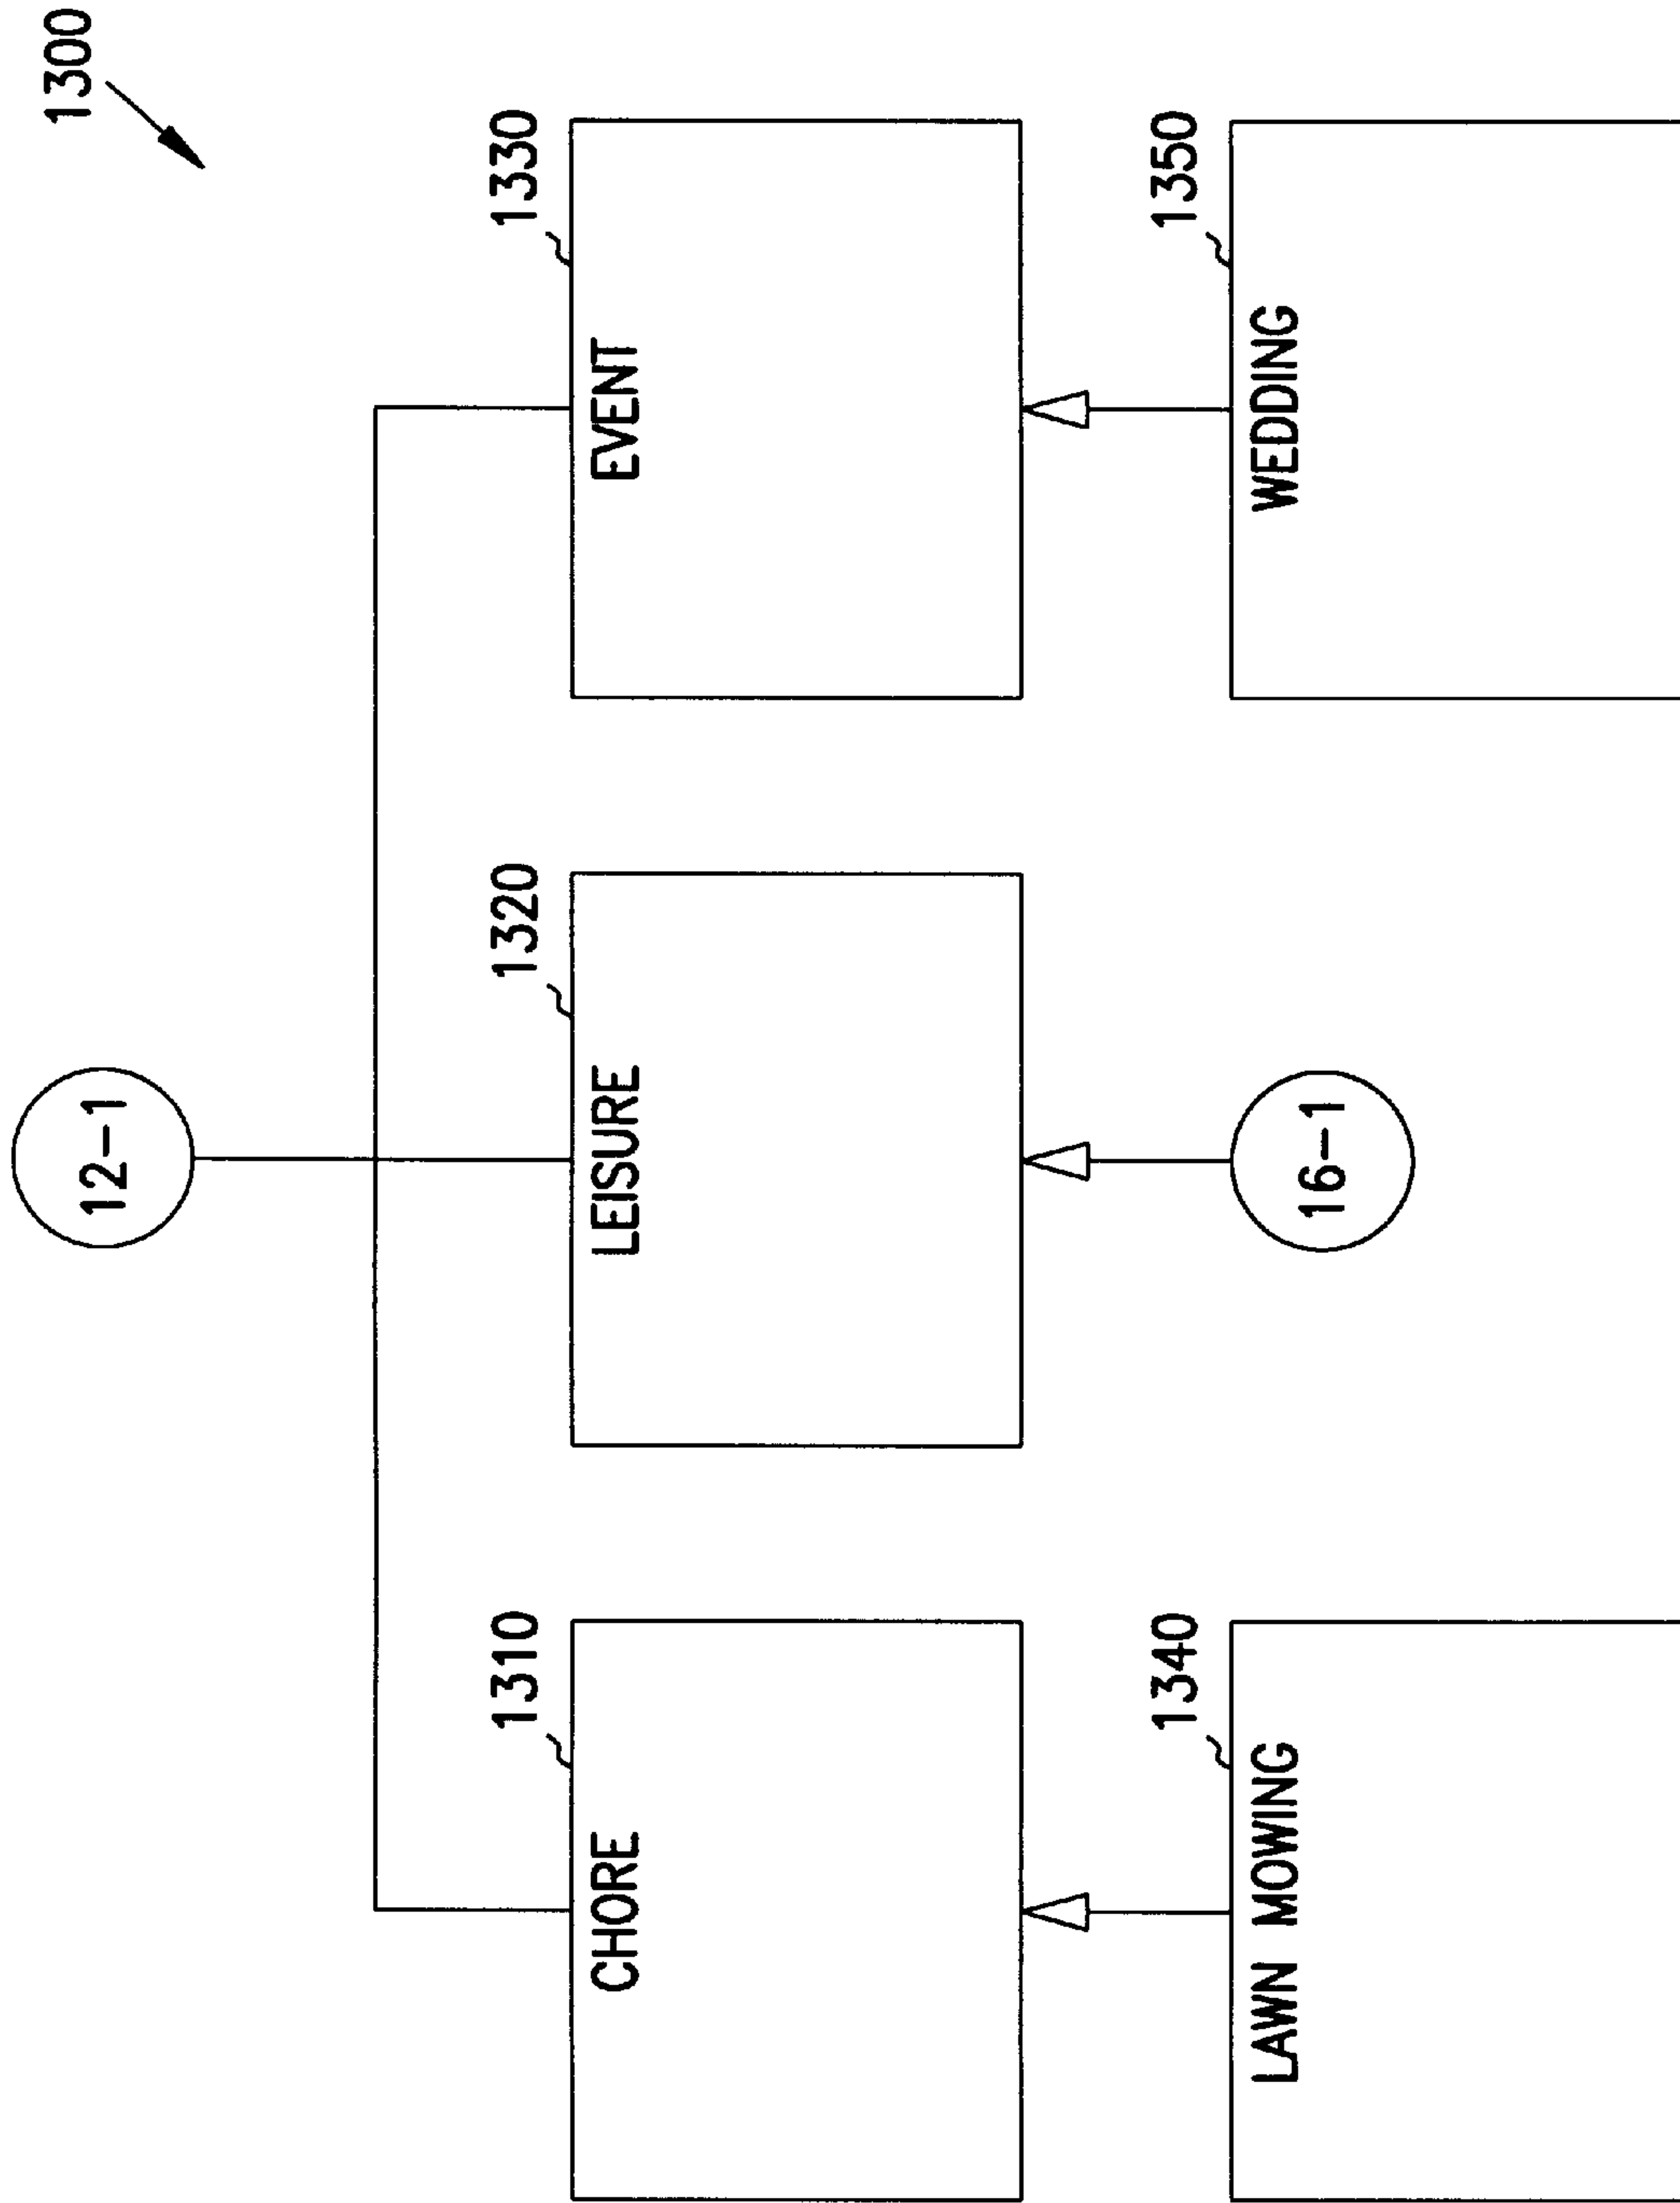 1300
12-1
1310
1320
1330
CHORE
LEISURE
EVENT
1340
1350
LAWN MOWING
16-1
WEDDING